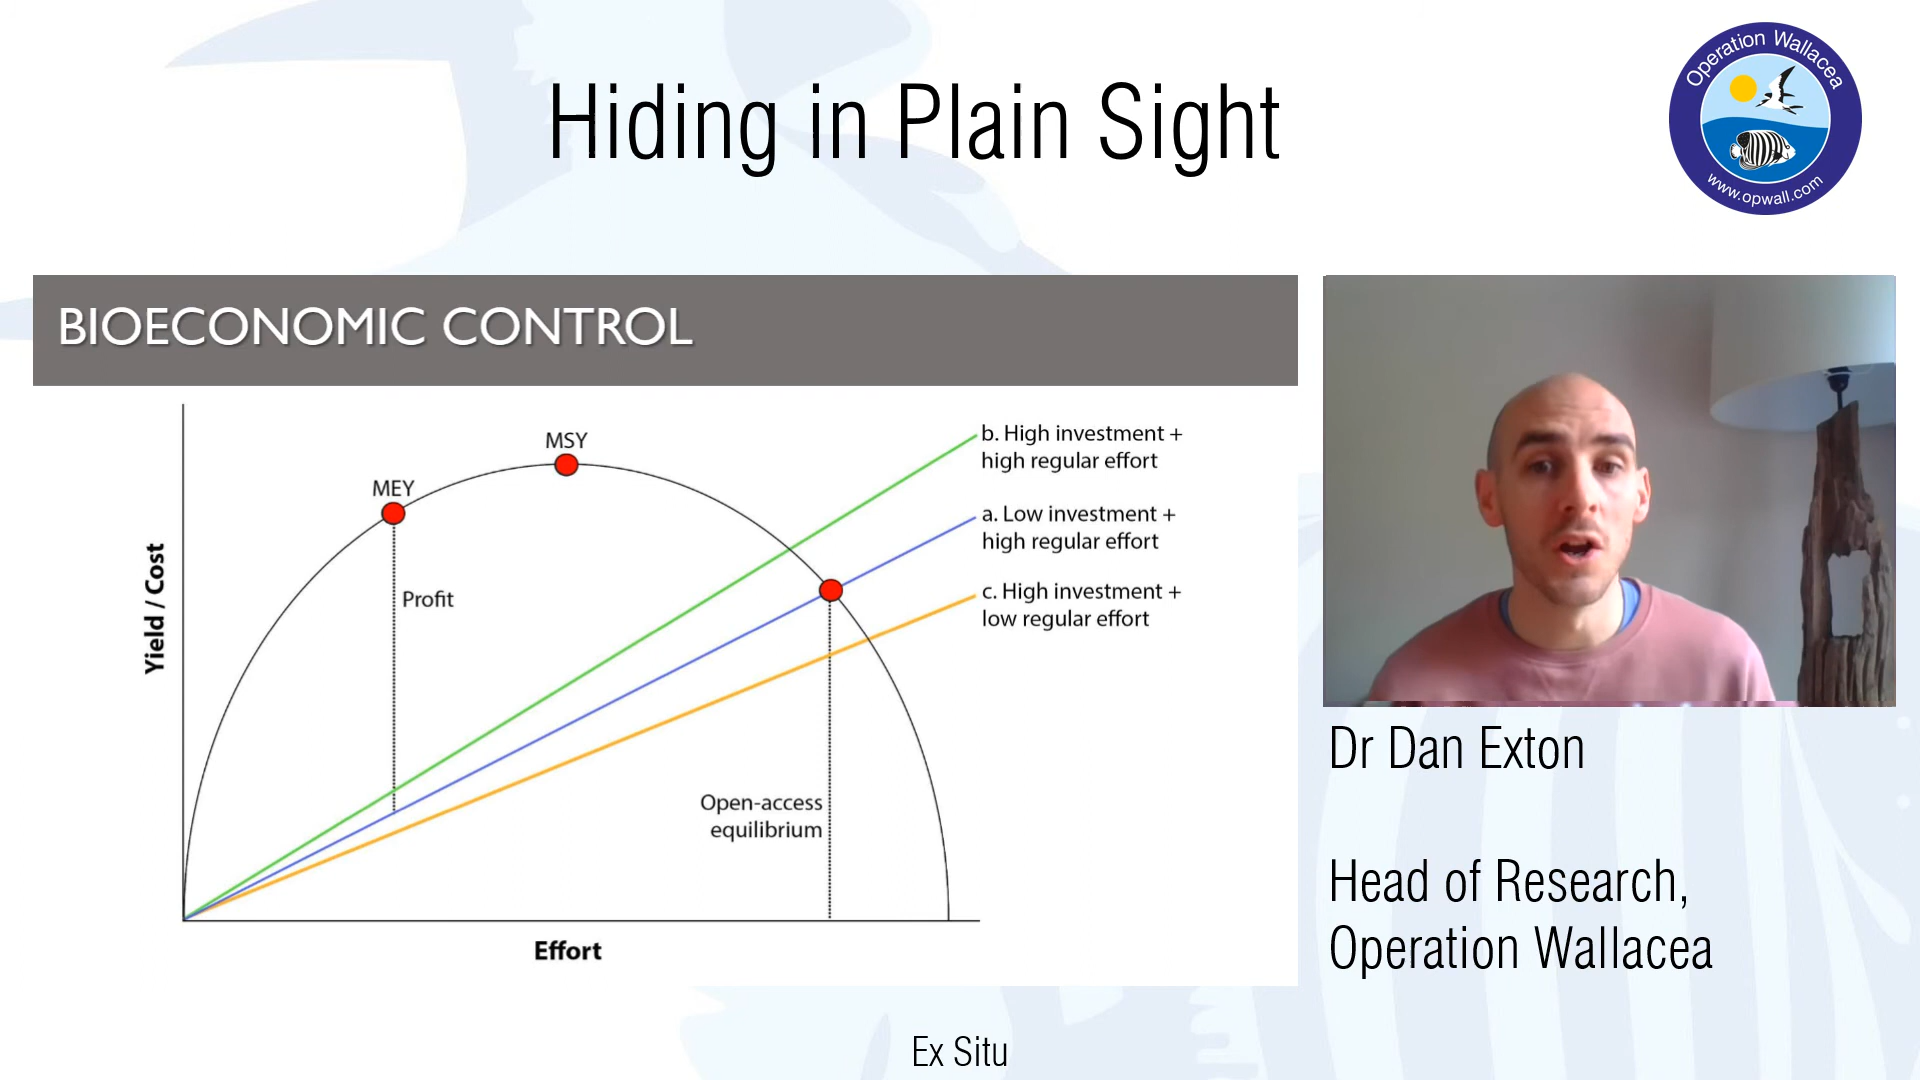 Hiding in Plain Sight
Operation Wallacea
www.opwall.com
BIOECONOMIC CONTROL
MSY
MEY
Profit
b. High investment +
high regular effort
a. Low investment +
high regular effort
c. High investment +
low regular effort
Open-access
equilibrium
Yield / Cost
Effort
Dr Dan Exton
Head of Research,
Operation Wallacea
Ex Situ